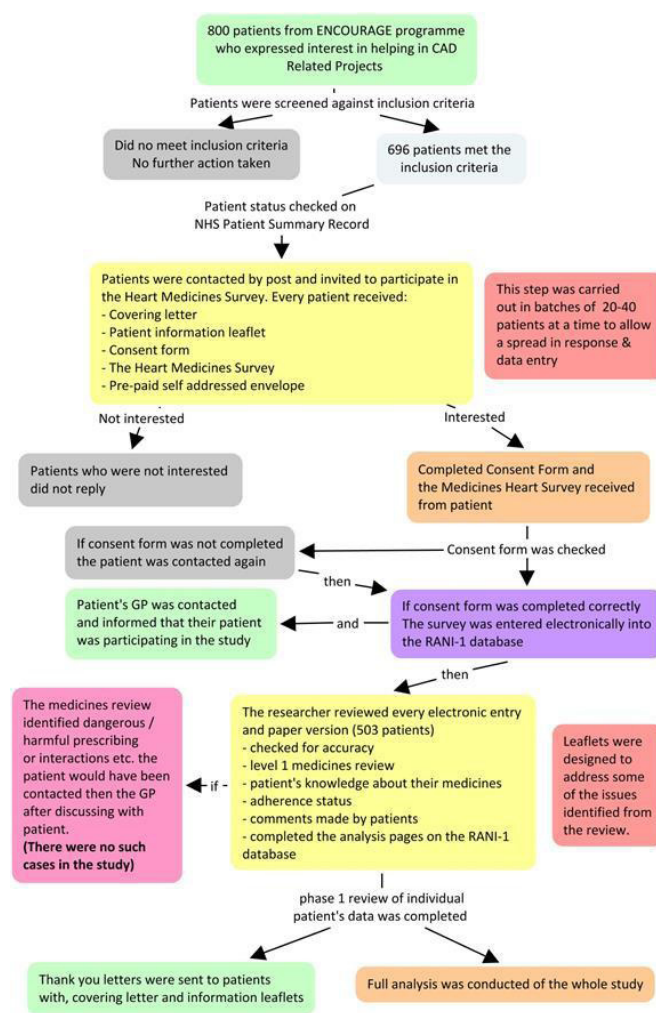 800 patients from ENCOURAGE programme
who expressed interest in helping in CAD
Related Projects
Patients were screened against inclusion criteria
Did no meet inclusion criteria
No further action taken
696 patients met the
inclusion criteria
Patient status checked on
NHS Patient Summary Record
Patients were contacted by post and invited to participate in
the Heart Medicines Survey. Every patient received:
- Covering letter
- Patient information leaflet
- Consent form
- The Heart Medicines Survey
- Pre-paid self addressed envelope
This step was carried
out in batches of 20-40
patients at a time to allow
a spread in response &
data entry
Not interested
Interested
Patients who were not interested
did not reply
Completed Consent Form and
the Medicines Heart Survey received
from patient
If consent form was not completed
the patient was contacted again
Consent form was checked
then
Patient's GP was contacted
and informed that their patient
was participating in the study
and
If consent form was completed correctly
The survey was entered electronically into
the RANI-1 database
then
The medicines review
identified dangerous /
harmful prescribing
or interactions etc. the
patient would have been
contacted then the GP
after discussing with
patient.
(There were no such
cases in the study)
if
The researcher reviewed every electronic entry
and paper version (503 patients)
- checked for accuracy
- level 1 medicines review
- patient's knowledge about their medicines
- adherence status
- comments made by patients
- completed the analysis pages on the RANI-1
database
Leaflets were
designed to
address some
of the issues
identified from
the review.
phase 1 review of individual
patient's data was completed
Thank you letters were sent to patients
with, covering letter and information leaflets
Full analysis was conducted of the whole study